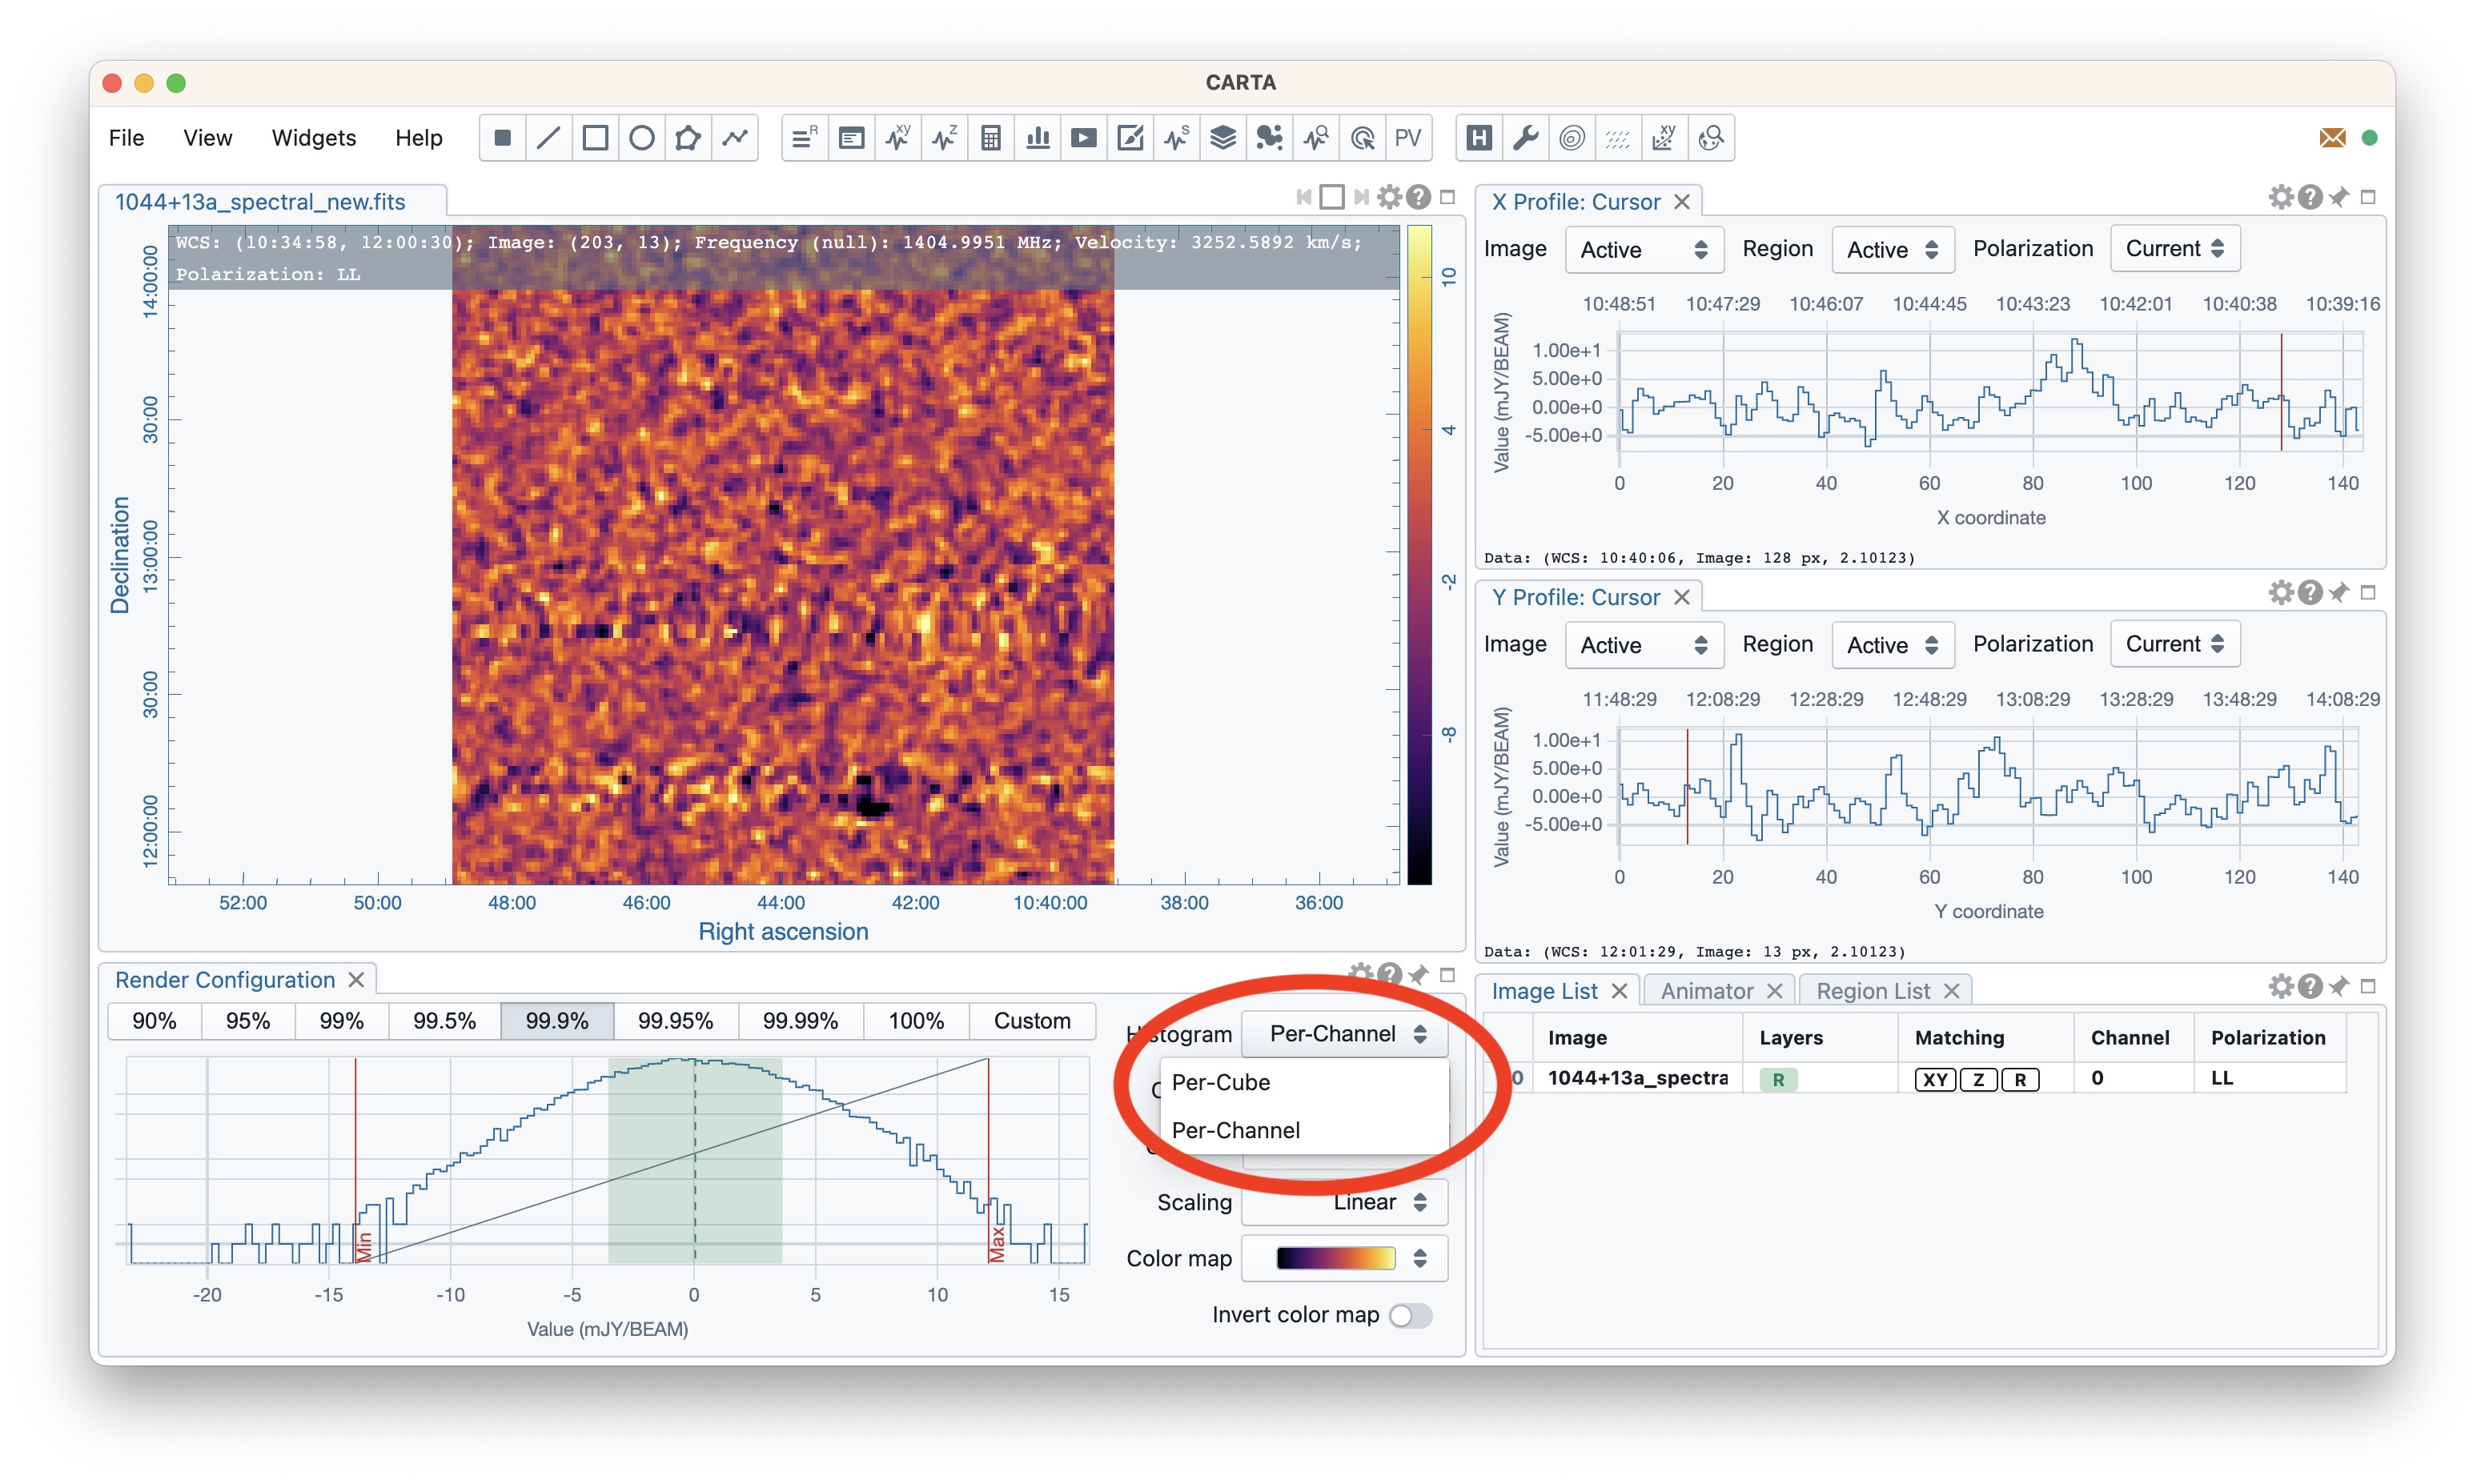 CARTA
File View Widgets Help
R XY Z S PV H XY
1044+13a_spectral_new.fits
WCS: (10:34:58, 12:00:30); Image: (203, 13); Frequency (null): 1404.9951 MHz; Velocity: 3252.5892 km/s;
Polarization: LL
Declination
14:00:00
30:00
13:00:00
30:00
12:00:00
10
4
-2
-8
52:00 50:00 48:00 46:00 44:00 42:00 10:40:00 38:00 36:00
Right ascension
X Profile: Cursor
Image Active Region Active Polarization Current
10:48:51 10:47:29 10:46:07 10:44:45 10:43:23 10:42:01 10:40:38 10:39:16
Value (mJY/BEAM)
1.00e+1
5.00e+0
0.00e+0
-5.00e+0
0 20 40 60 80 100 120 140
X coordinate
Data: (WCS: 10:40:06, Image: 128 px, 2.10123)
Y Profile: Cursor
Image Active Region Active Polarization Current
11:48:29 12:08:29 12:28:29 12:48:29 13:08:29 13:28:29 13:48:29 14:08:29
Value (mJY/BEAM)
1.00e+1
5.00e+0
0.00e+0
-5.00e+0
0 20 40 60 80 100 120 140
Y coordinate
Data: (WCS: 12:01:29, Image: 13 px, 2.10123)
Render Configuration
90% 95% 99% 99.5% 99.9% 99.95% 99.99% 100% Custom
Min
Max
-20 -15 -10 -5 0 5 10 15
Value (mJY/BEAM)
Histogram Per-Channel
Per-Cube
Per-Channel
Scaling Linear
Color map
Invert color map
Image List Animator Region List
Image Layers Matching Channel Polarization
0 1044+13a_spectra R XY Z R 0 LL